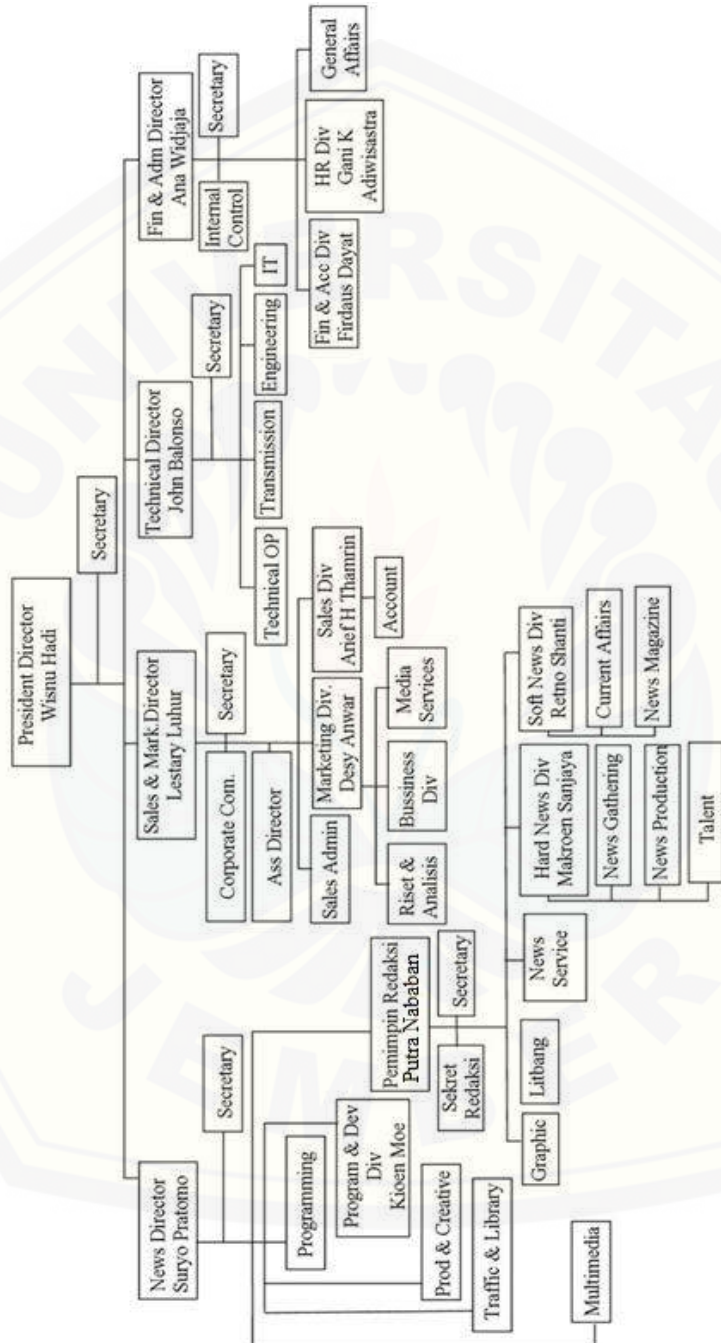 President Director
Wisnu Hadi
Secretary
News Director
Suryo Pratomo
Sales & Mark.Director
Lestary Luhur
Technical Director
John Balonso
Fin & Adm Director
Ana Widjaja
Secretary
Secretary
Secretary
Internal
Control
Secretary
Corporate Com.
Ass Director
Programming
Program & Dev
Div
Kioen Moe
Prod & Creative
Traffic & Library
Multimedia
Pemimpin Redaksi
Putra Nababan
Sekret
Redaksi
Secretary
Sales Admin
Marketing Div.
Desy Anwar
Sales Div
Arief H Thamrin
Riset &
Analisis
Bussiness
Div
Media
Services
Account
Technical OP
Transmission
Engineering
IT
Fin & Acc Div
Firdaus Dayat
HR Div
Gani K
Adiwisastra
General
Affairs
Graphic
Litbang
News
Service
Hard News Div
Makroen Sanjaya
News Gathering
News Production
Talent
Soft News Div
Retno Shanti
Current Affairs
News Magazine
UNIVERSITAS
JEMBER